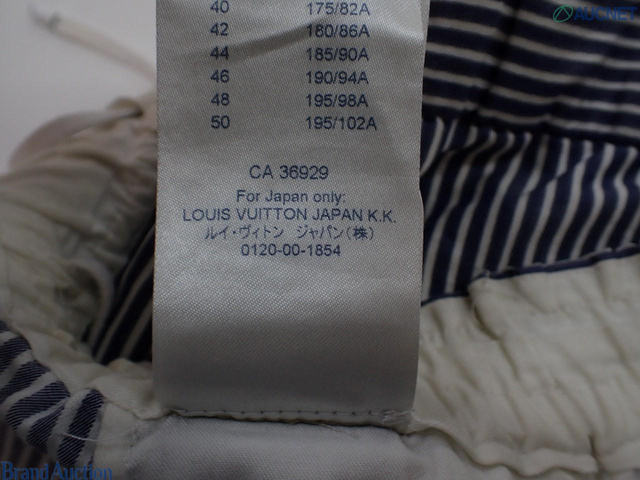 AUCNET
40 175/82A
42 180/86A
44 185/90A
46 190/94A
48 195/98A
50 195/102A
CA 36929
For Japan only:
LOUIS VUITTON JAPAN K.K.
ルイ・ヴィトン ジャパン(株)
0120-00-1854
Brand Auction